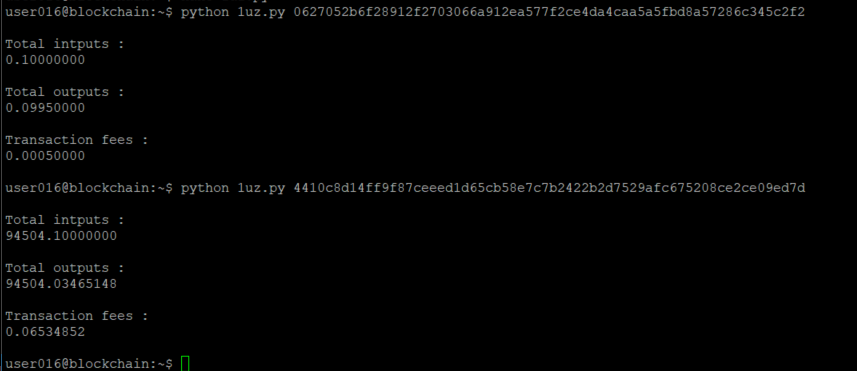 user016@blockchain:~$ python 1uz.py 0627052b6f28912f2703066a912ea577f2ce4da4caa5a5fbd8a57286c345c2f2
Total intputs :
0.10000000
Total outputs :
0.09950000
Transaction fees :
0.00050000
user016@blockchain:~$ python 1uz.py 4410c8d14ff9f87ceeed1d65cb58e7c7b2422b2d7529afc675208ce2ce09ed7d
Total intputs :
94504.10000000
Total outputs :
94504.03465148
Transaction fees :
0.06534852
user016@blockchain:~$